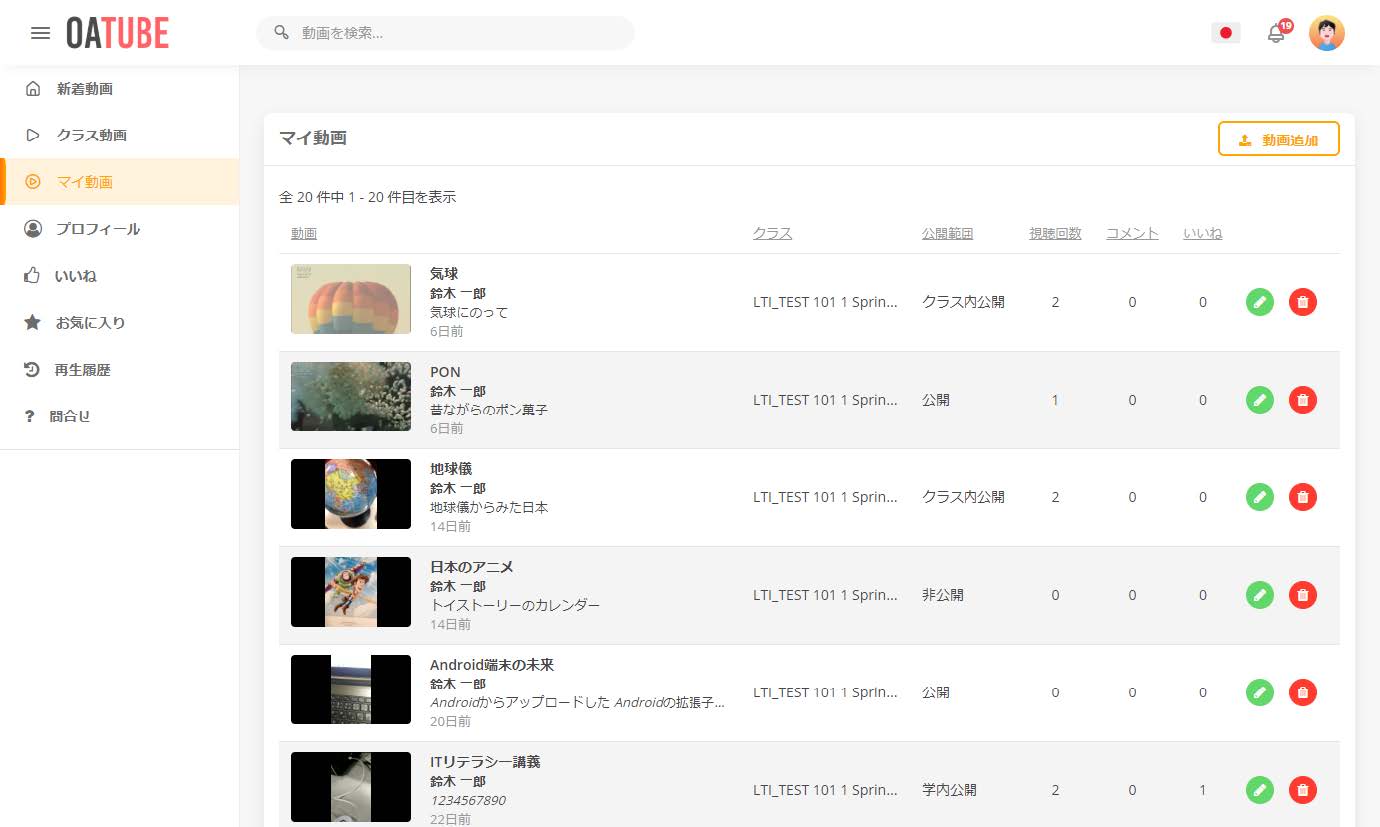 OATUBE
動画を検索...
19
新着動画
クラス動画
マイ動画
プロフィール
いいね
お気に入り
再生履歴
? 問合せ
マイ動画
動画追加
全 20 件中 1 - 20 件目を表示
動画 クラス 公開範囲 視聴回数 コメント いいね
気球
鈴木 一郎
気球にのって
6日前
LTI_TEST 101 1 Sprin... クラス内公開 2 0 0
PON
鈴木 一郎
昔ながらのポン菓子
6日前
LTI_TEST 101 1 Sprin... 公開 1 0 0
地球儀
鈴木 一郎
地球儀からみた日本
14日前
LTI_TEST 101 1 Sprin... クラス内公開 2 0 0
日本のアニメ
鈴木 一郎
トイストーリーのカレンダー
14日前
LTI_TEST 101 1 Sprin... 非公開 0 0 0
Android端末の未来
鈴木 一郎
Androidからアップロードした Androidの拡張子...
20日前
LTI_TEST 101 1 Sprin... 公開 0 0 0
ITリテラシー講義
鈴木 一郎
1234567890
22日前
LTI_TEST 101 1 Sprin... 学内公開 2 0 1